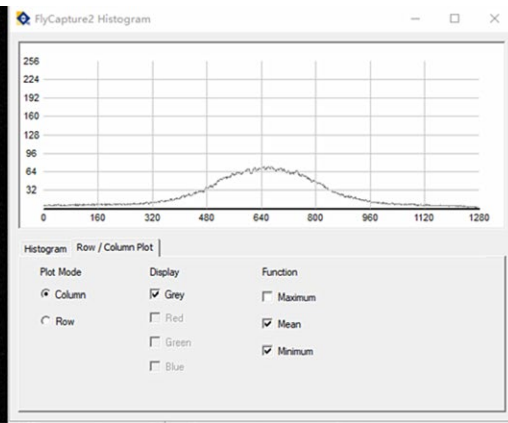 FlyCapture2 Histogram
256
224
192
160
128
96
64
32
0 160 320 480 640 800 960 1120 1280
Histogram Row / Column Plot
Plot Mode Display Function
Column Grey Maximum
Row Red Mean
Green Minimum
Blue